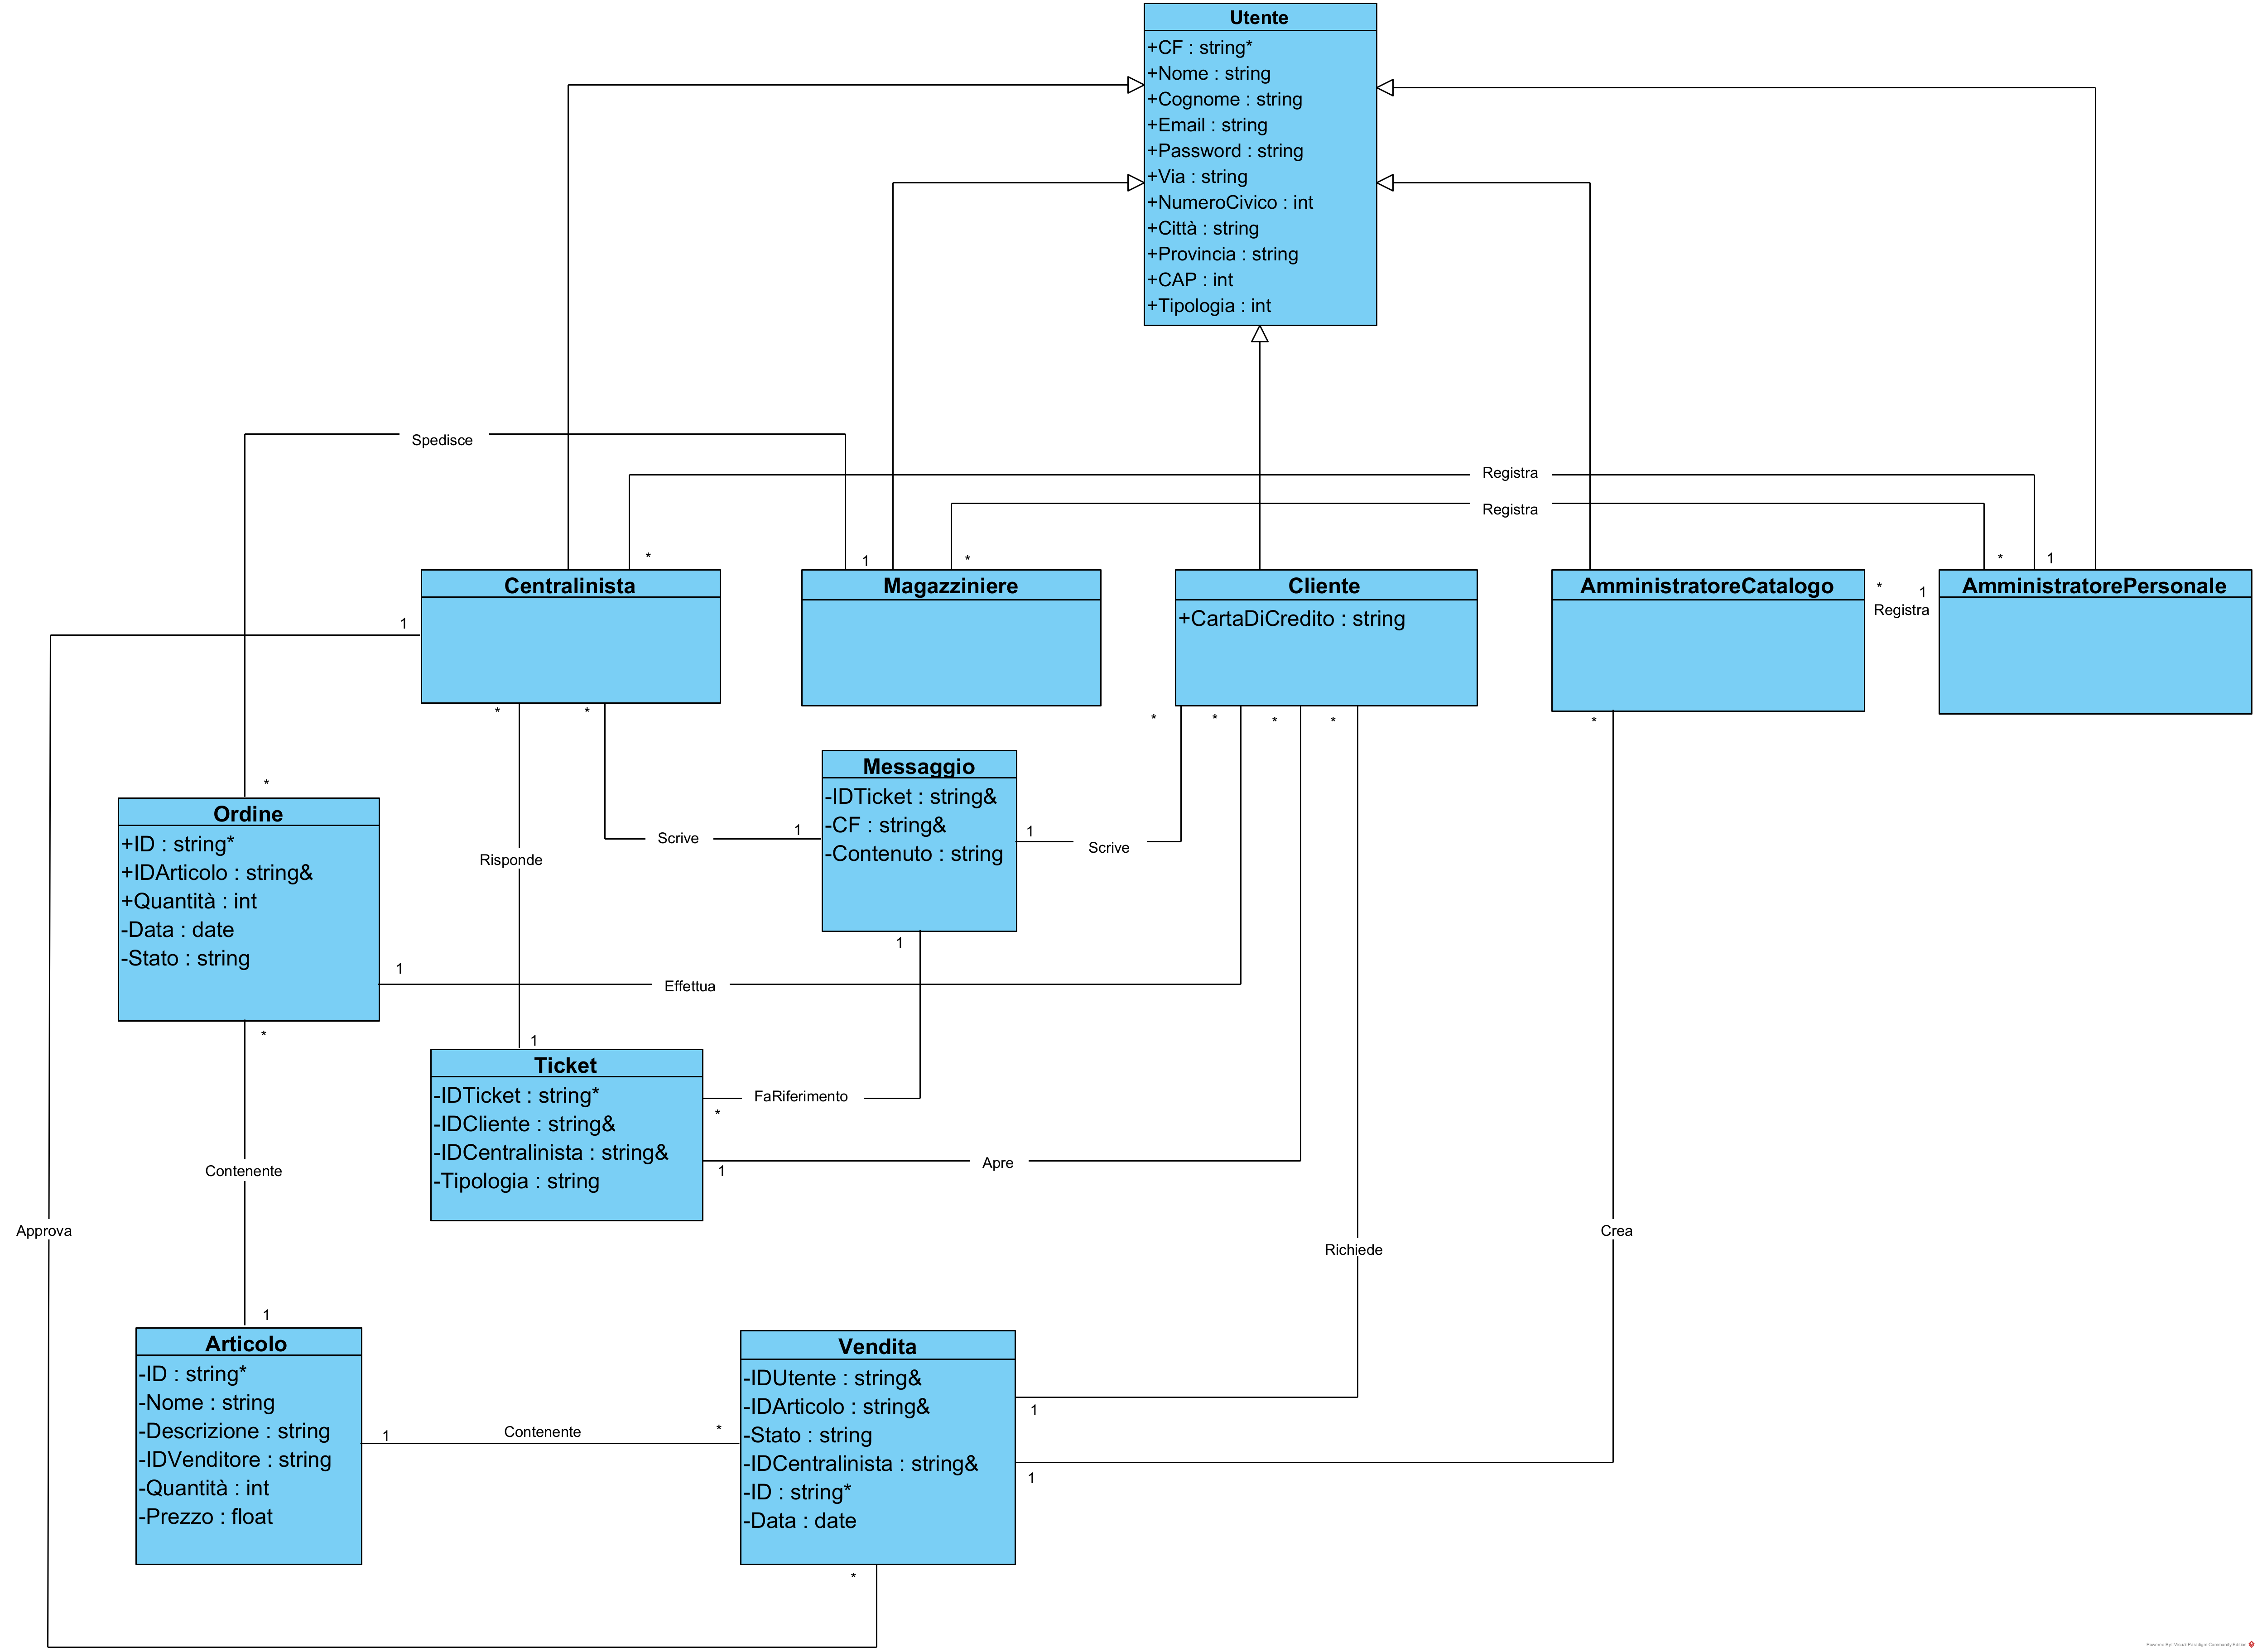 Utente
+CF : string*
+Nome : string
+Cognome : string
+Email : string
+Password : string
+Via : string
+NumeroCivico : int
+Città : string
+Provincia : string
+CAP : int
+Tipologia : int
Spedisce
Registra
Registra
*
1
*
*
1
Centralinista
Magazziniere
Cliente
+CartaDiCredito : string
AmministratoreCatalogo
*
1
Registra
AmministratorePersonale
1
*
*
*
*
*
*
*
Messaggio
-IDTicket : string&
-CF : string&
-Contenuto : string
*
Ordine
+ID : string*
+IDArticolo : string&
+Quantità : int
-Data : date
-Stato : string
Scrive
1
1
Scrive
Risponde
1
1
Effettua
*
1
Ticket
-IDTicket : string*
-IDCliente : string&
-IDCentralinista : string&
-Tipologia : string
FaRiferimento
*
1
Apre
Contenente
Approva
Richiede
Crea
1
Articolo
-ID : string*
-Nome : string
-Descrizione : string
-IDVenditore : string
-Quantità : int
-Prezzo : float
1
Contenente
*
Vendita
-IDUtente : string&
-IDArticolo : string&
-Stato : string
-IDCentralinista : string&
-ID : string*
-Data : date
1
1
*
Powered By: Visual Paradigm Community Edition